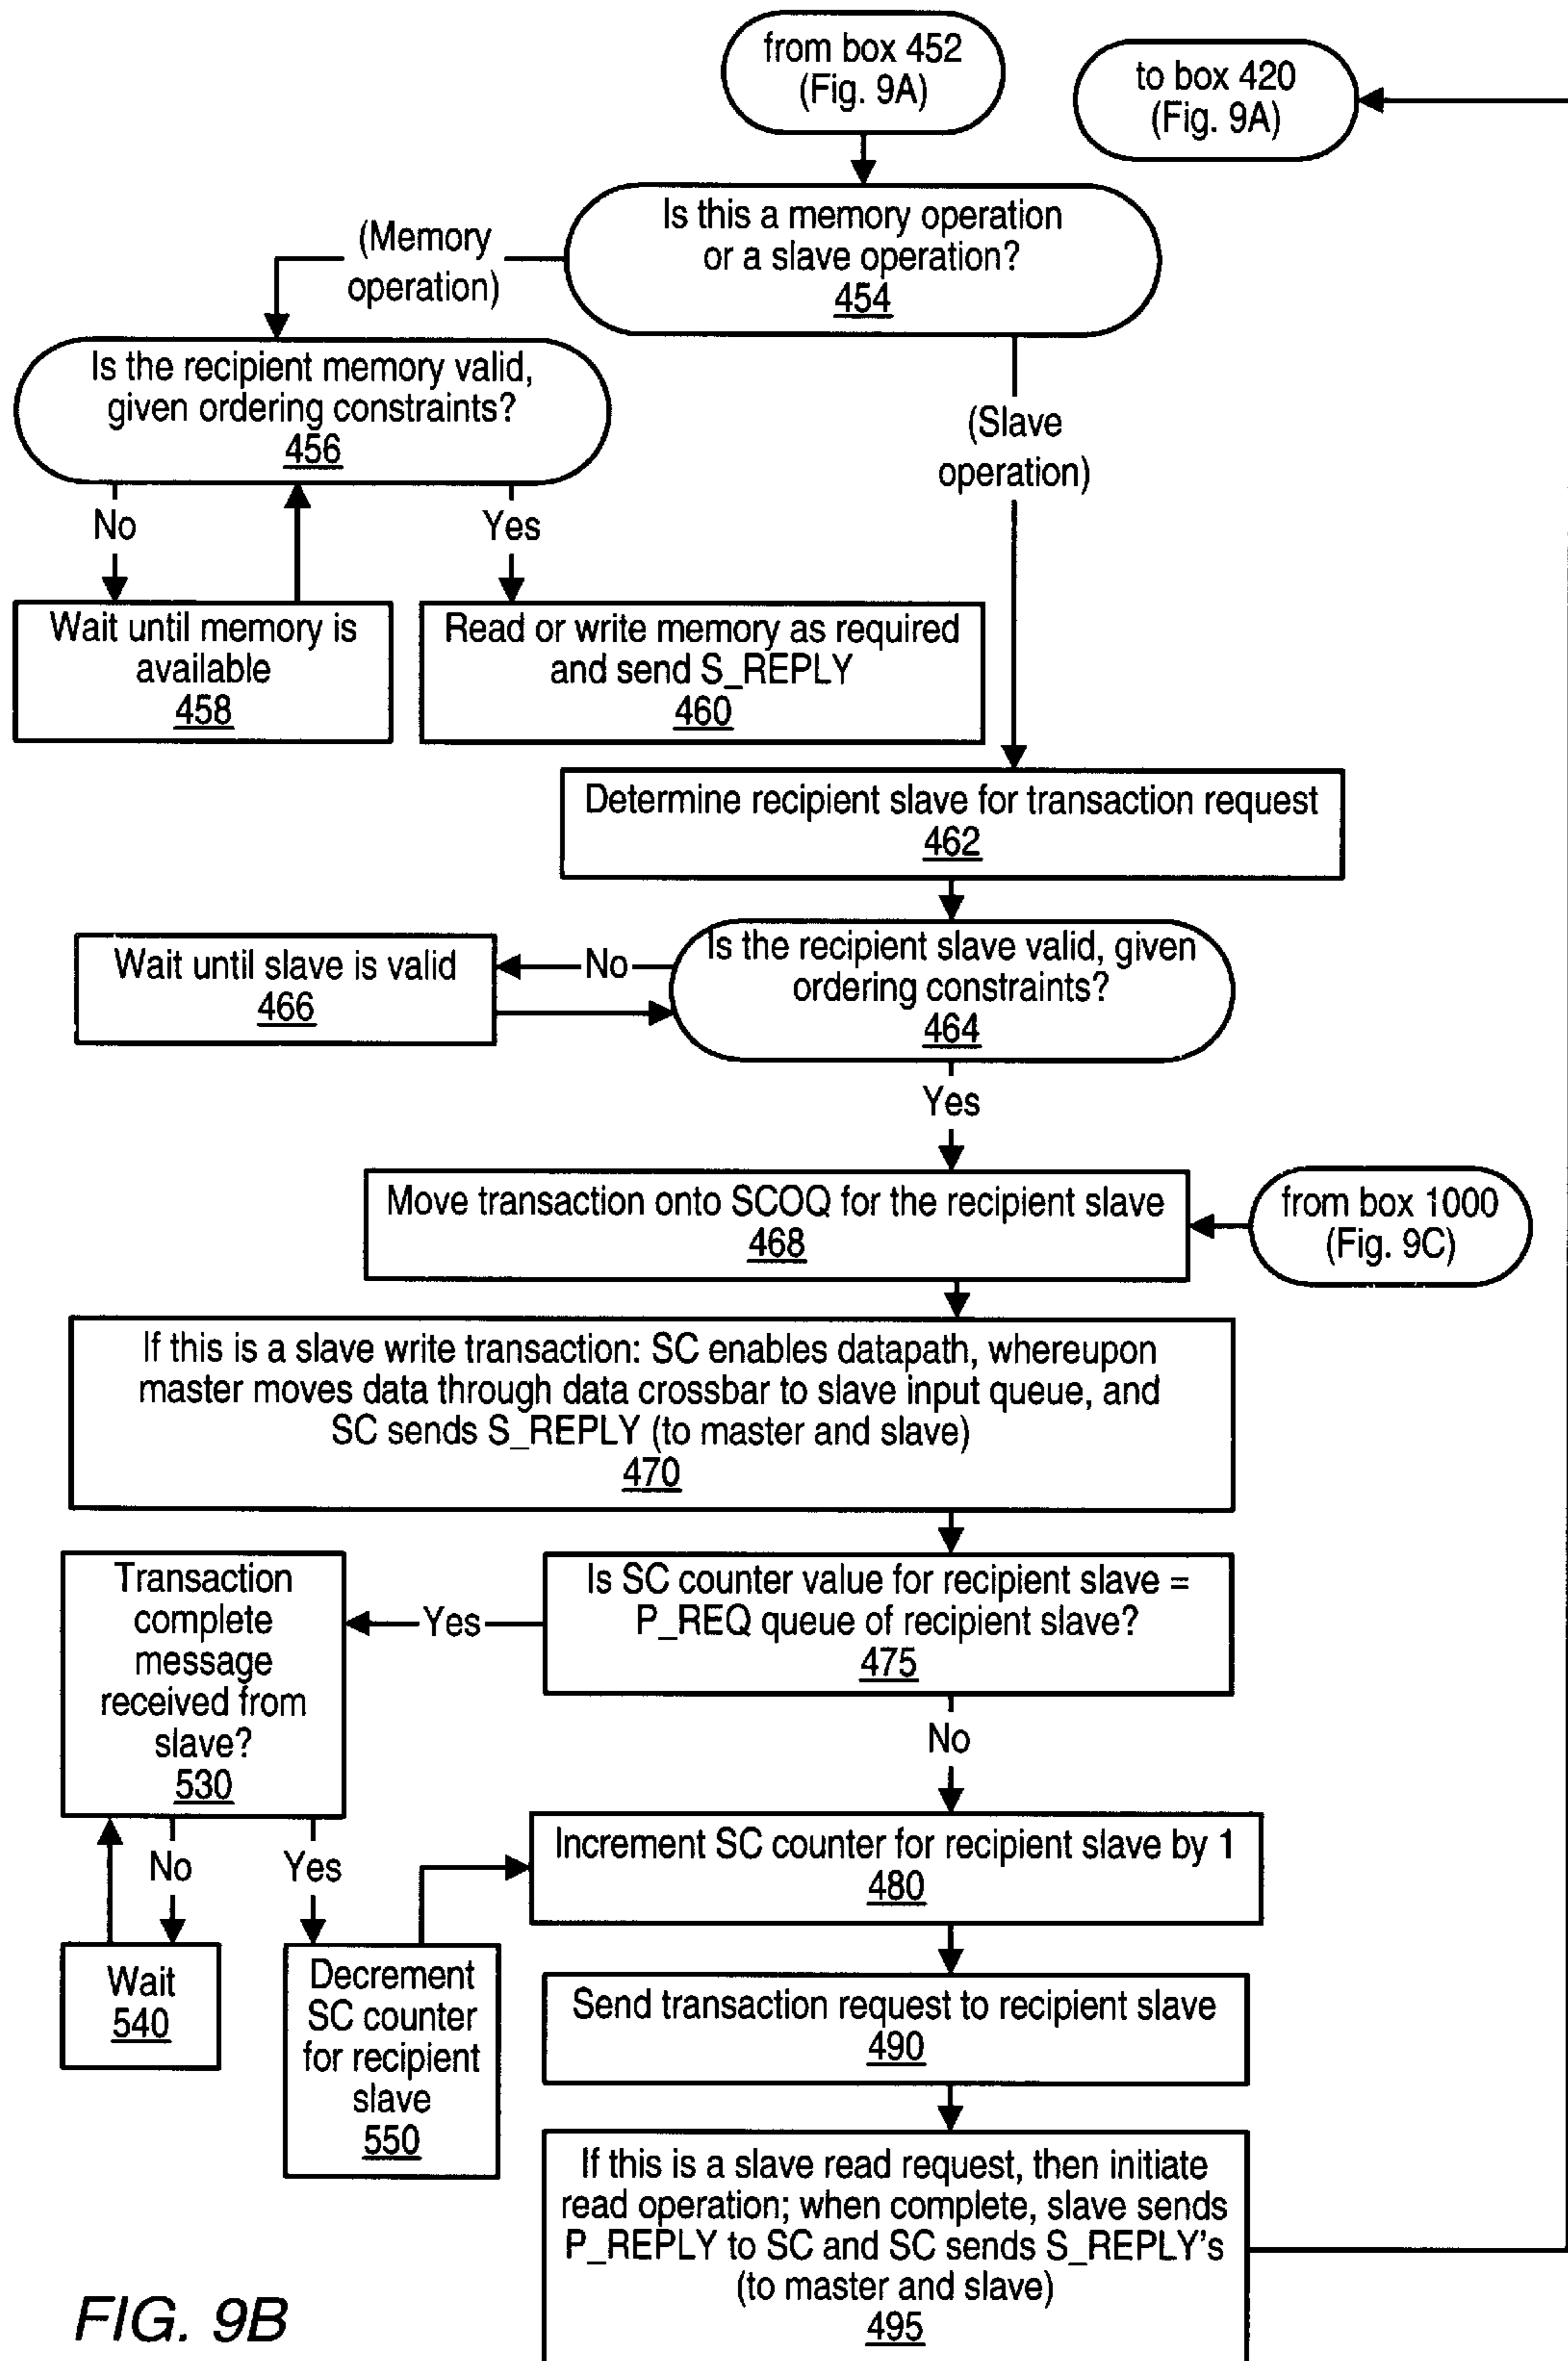 from box 452
(Fig. 9A)
to box 420
(Fig. 9A)
Is this a memory operation
or a slave operation?
454
(Memory
operation)
Is the recipient memory valid,
given ordering constraints?
456
(Slave
operation)
No
Yes
Wait until memory is
available
458
Read or write memory as required
and send S_REPLY
460
Determine recipient slave for transaction request
462
Is the recipient slave valid, given
ordering constraints?
464
No
Wait until slave is valid
466
Yes
Move transaction onto SCOQ for the recipient slave
468
from box 1000
(Fig. 9C)
If this is a slave write transaction: SC enables datapath, whereupon
master moves data through data crossbar to slave input queue, and
SC sends S_REPLY (to master and slave)
470
Is SC counter value for recipient slave =
P_REQ queue of recipient slave?
475
Yes
Transaction
complete
message
received from
slave?
530
No
No
Yes
Increment SC counter for recipient slave by 1
480
Wait
540
Decrement
SC counter
for recipient
slave
550
Send transaction request to recipient slave
490
If this is a slave read request, then initiate
read operation; when complete, slave sends
P_REPLY to SC and SC sends S_REPLY's
(to master and slave)
495
FIG. 9B